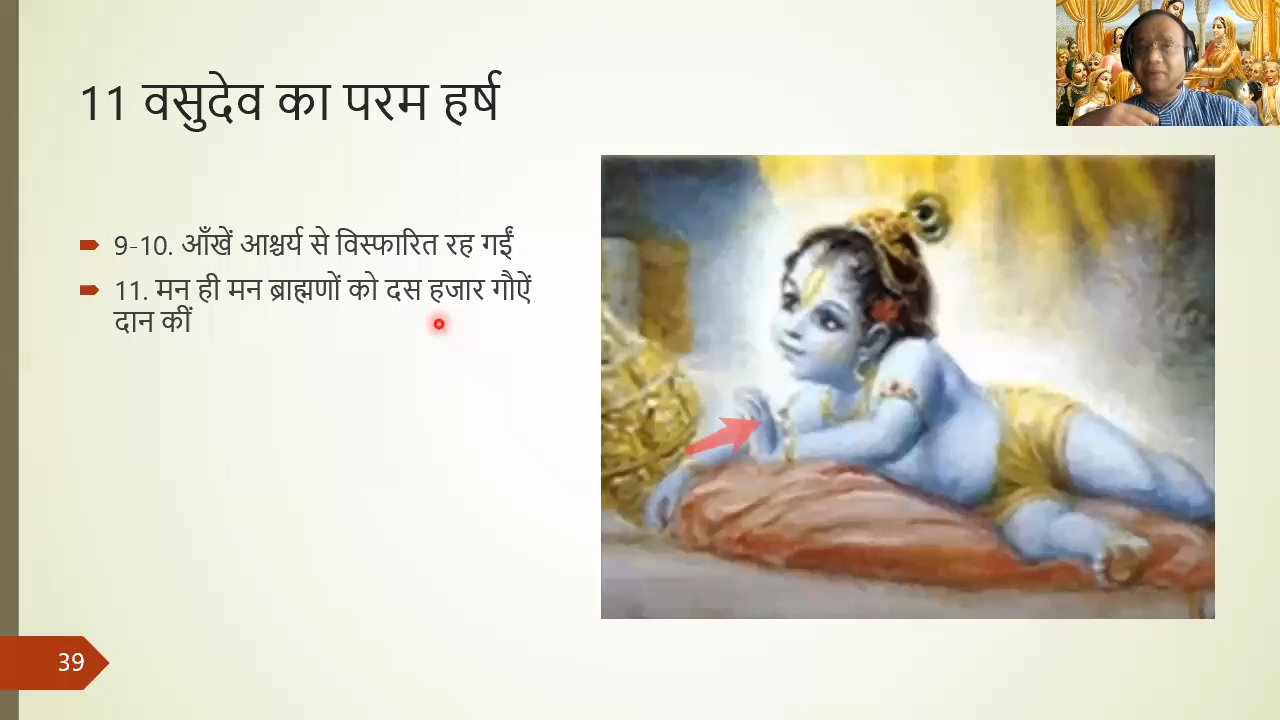 11 वसुदेव का परम हर्ष
9-10. आँखें आश्चर्य से विस्फारित रह गईं
11. मन ही मन ब्राह्मणों को दस हजार गौऐं
दान कीं
39